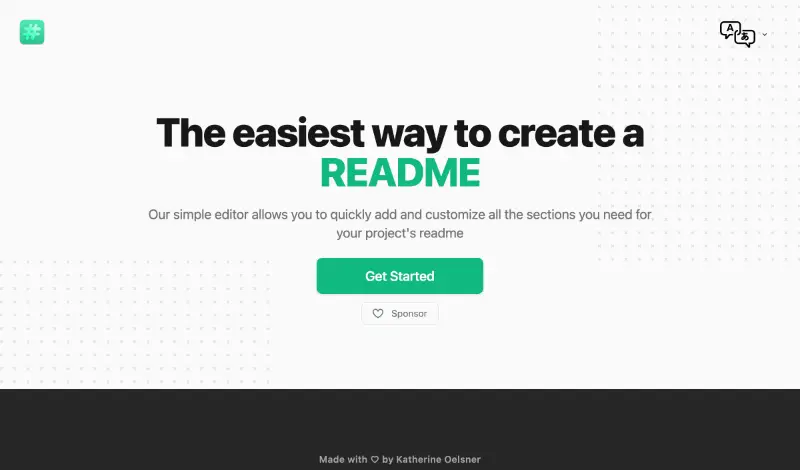 A あ
The easiest way to create a
README
Our simple editor allows you to quickly add and customize all the sections you need for
your project's readme
Get Started
Sponsor
Made with ♡ by Katherine Oelsner